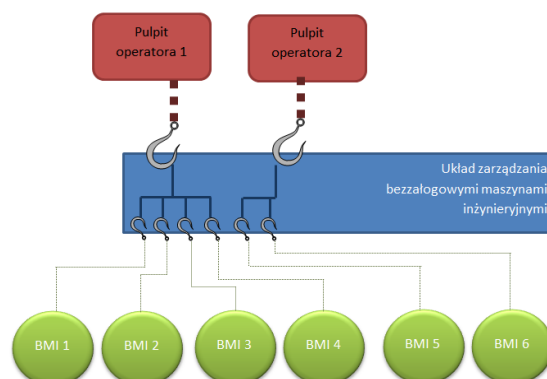 Pulpit
operatora 1
Pulpit
operatora 2
Układ zarządzania
bezzałogowymi maszynami
inżynieryjnymi
BMI 1
BMI 2
BMI 3
BMI 4
BMI 5
BMI 6